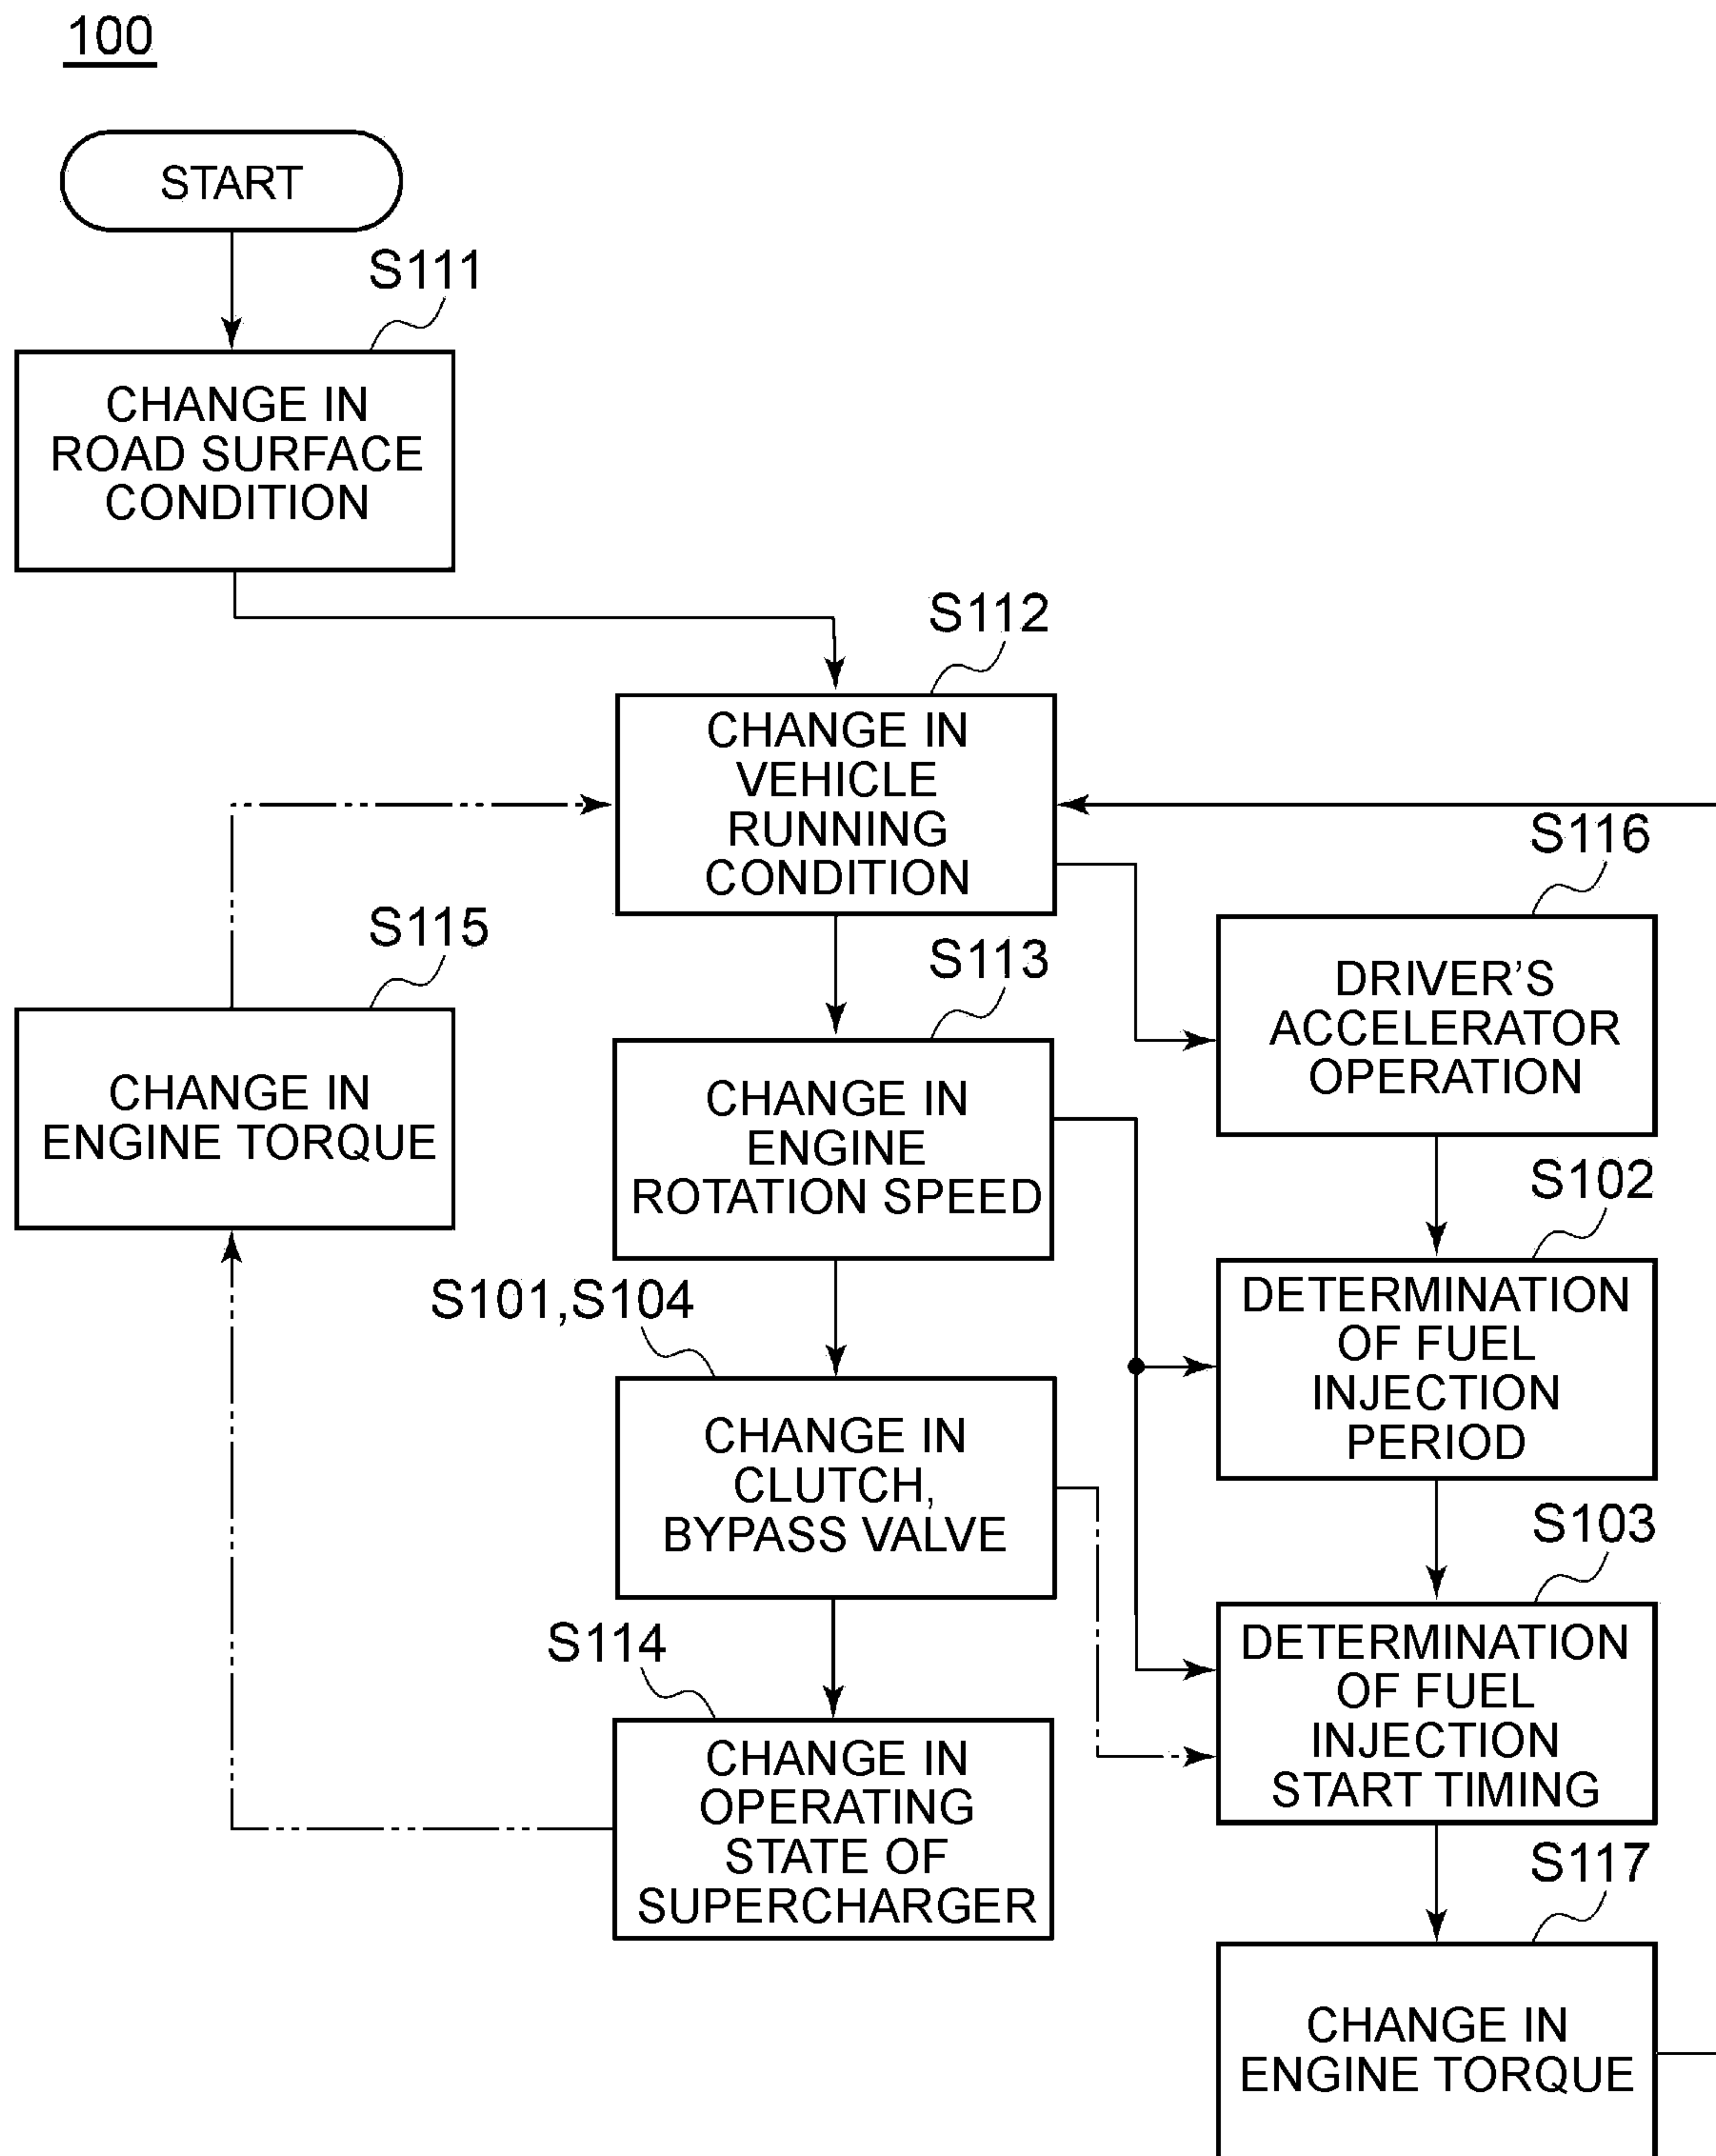 100
START
S111
CHANGE IN
ROAD SURFACE
CONDITION
S112
CHANGE IN
VEHICLE
RUNNING
CONDITION
S116
DRIVER'S
ACCELERATOR
OPERATION
S115
CHANGE IN
ENGINE TORQUE
S113
CHANGE IN
ENGINE
ROTATION SPEED
S102
DETERMINATION
OF FUEL
INJECTION
PERIOD
S101,S104
CHANGE IN
CLUTCH,
BYPASS VALVE
S103
DETERMINATION
OF FUEL
INJECTION
START TIMING
S114
CHANGE IN
OPERATING
STATE OF
SUPERCHARGER
S117
CHANGE IN
ENGINE TORQUE